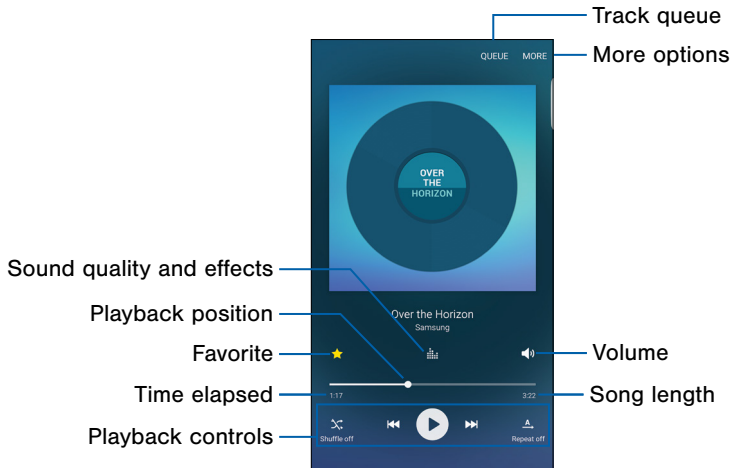 Track queue
QUEUE MORE
More options
OVER
THE
HORIZON
Sound quality and effects
Playback position
Over the Horizon
Samsung
Favorite
Volume
Time elapsed
1:17
3:22
Song length
Playback controls
Shuffle off
A
Repeat off